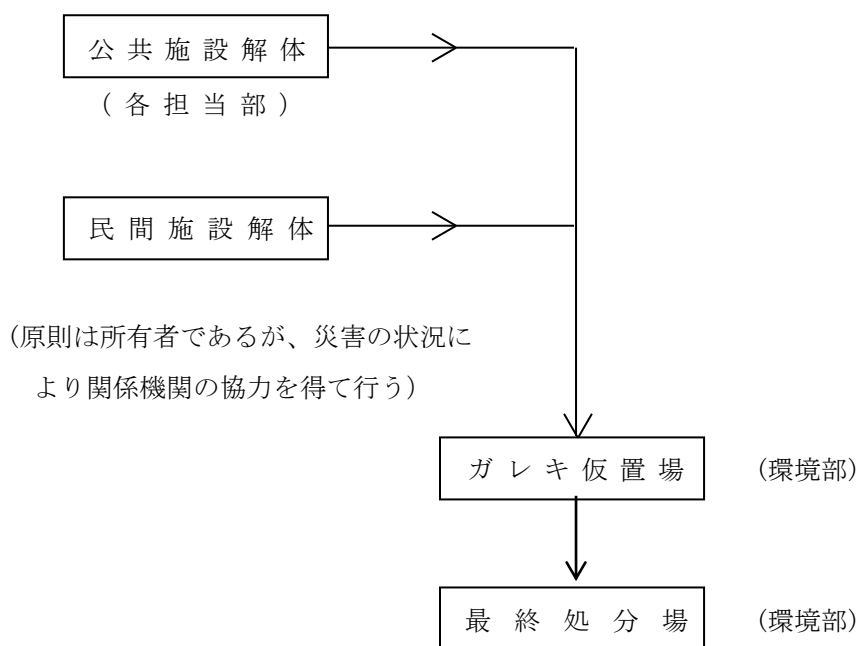 公共施設解体
（各担当部）
民間施設解体
(原則は所有者であるが、災害の状況に
より関係機関の協力を得て行う)
ガレキ仮置場
(環境部)
最終処分場
(環境部)